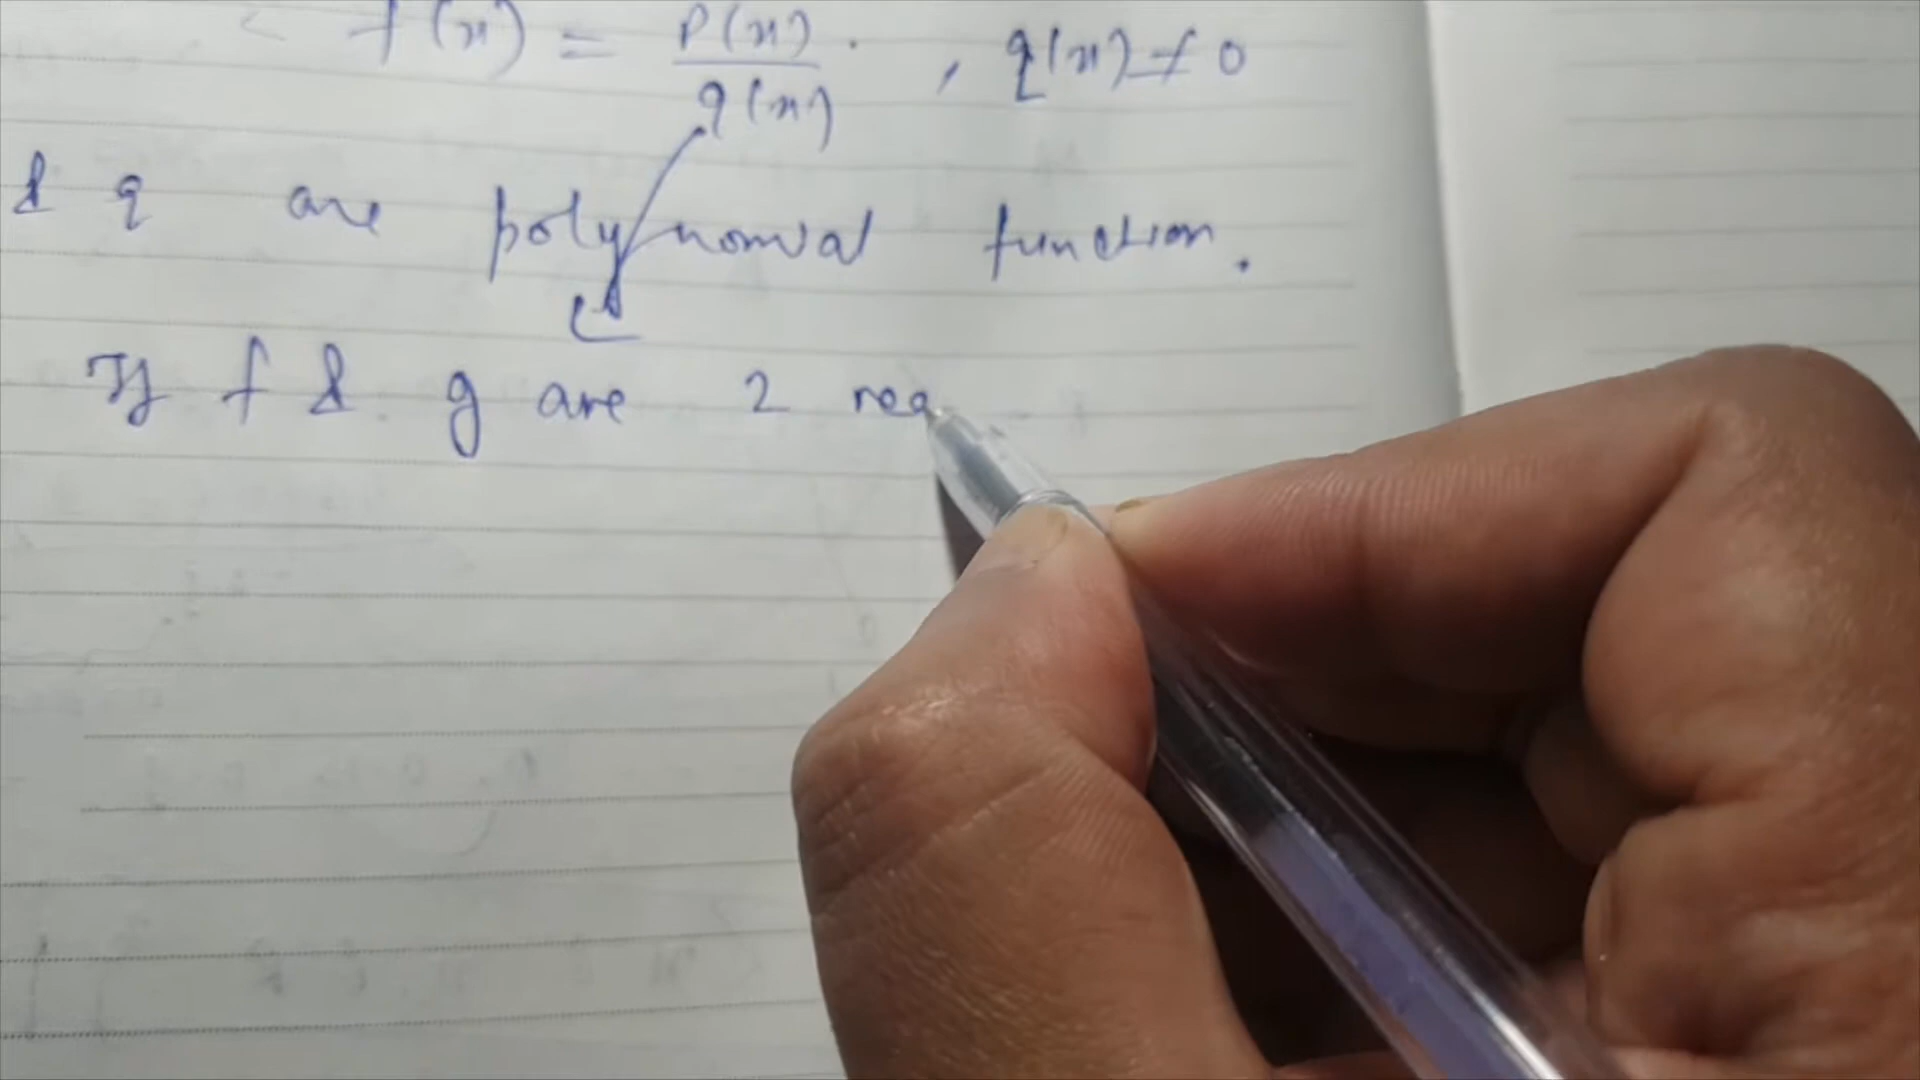 f(x) = p(x)/q(x) . , q(x) ≠ 0
& q are polynomial function.
If f & g are 2 rea